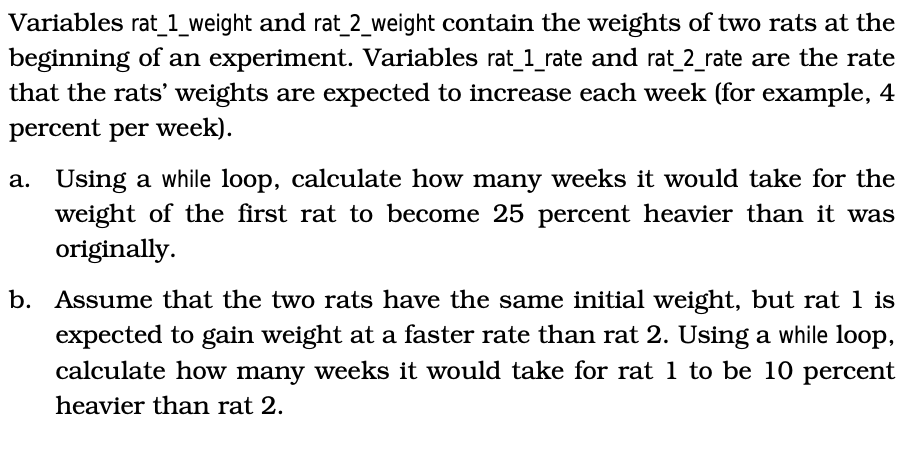 Variables rat_1_weight and rat_2_weight contain the weights of two rats at the
beginning of an experiment. Variables rat_1_rate and rat_2_rate are the rate
that the rats’ weights are expected to increase each week (for example, 4
percent per week).
a. Using a while loop, calculate how many weeks it would take for the
weight of the first rat to become 25 percent heavier than it was
originally.
b. Assume that the two rats have the same initial weight, but rat 1 is
expected to gain weight at a faster rate than rat 2. Using a while loop,
calculate how many weeks it would take for rat 1 to be 10 percent
heavier than rat 2.